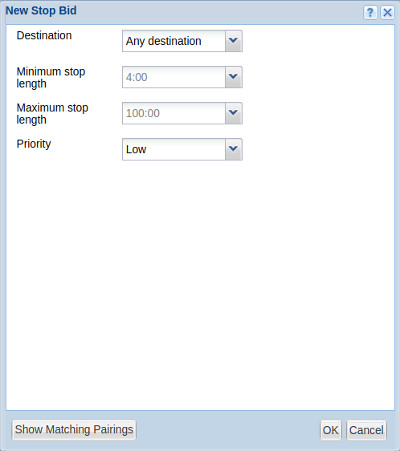 New Stop Bid
?
Destination
Any destination
Minimum stop
length
4:00
Maximum stop
length
100:00
Priority
Low
Show Matching Pairings
OK
Cancel